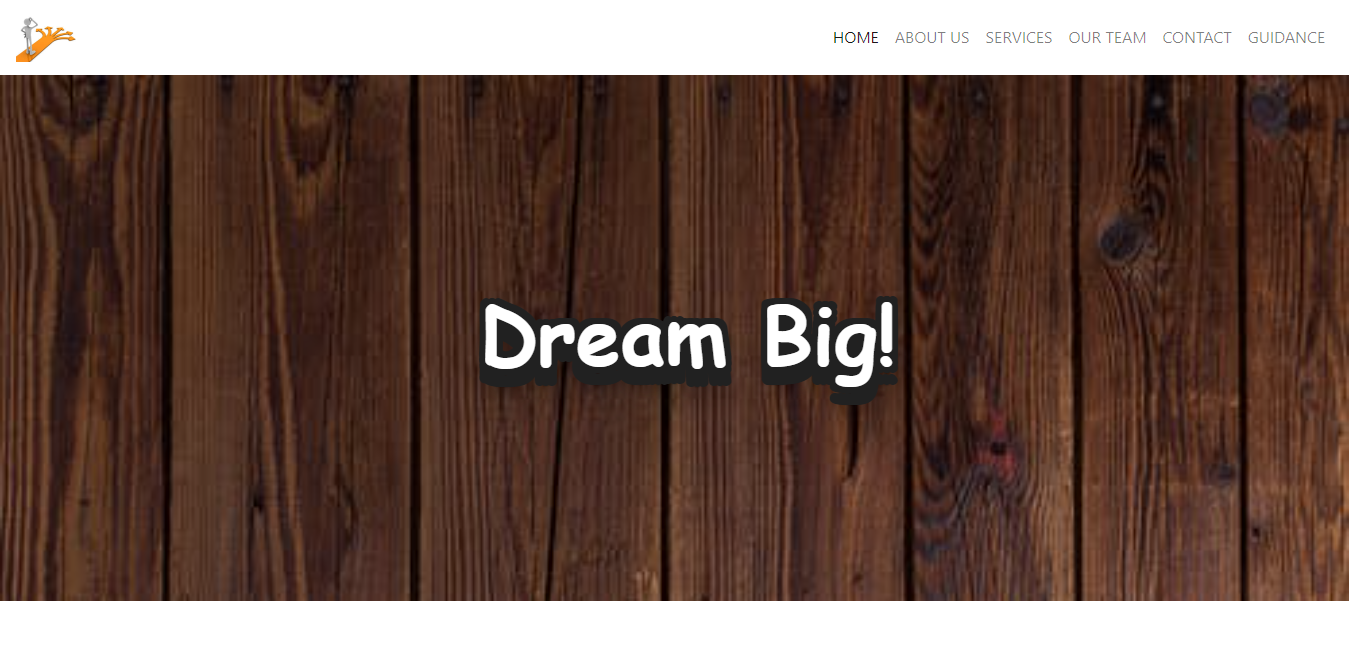 HOME ABOUT US SERVICES OUR TEAM CONTACT GUIDANCE
Dream Big!